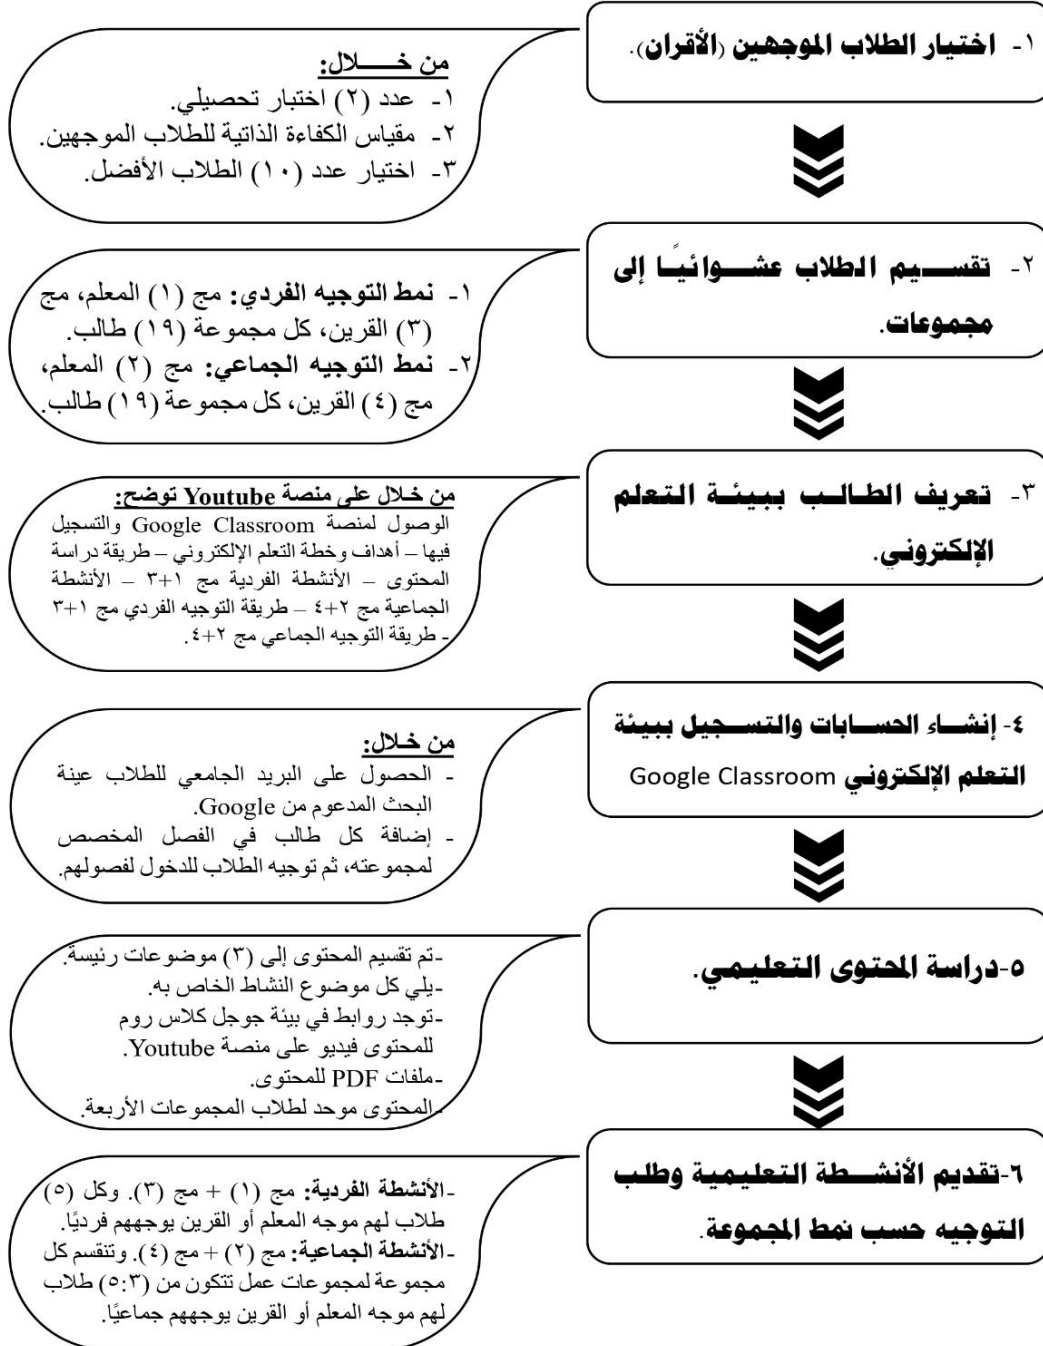 ١- اختيار الطلاب الموجهين (الأقران).
من خـــــلال:
١- عدد (٢) اختبار تحصيلي.
٢- مقياس الكفاءة الذاتية للطلاب الموجهين.
٣- اختيار عدد (١٠) الطلاب الأفضل.
٢- تقســـيم الطلاب عشـــوائيًـا إلى
مجموعات.
١- نمط التوجيه الفردي: مج (١) المعلم، مج
(٣) القرين، كل مجموعة (١٩) طالب.
٢- نمط التوجيه الجماعي: مج (٢) المعلم،
مج (٤) القرين، كل مجموعة (١٩) طالب.
٣- تعريف الطـالـب ببيئـة التعلم
الإلكتروني.
من خلال على منصة Youtube توضح:
الوصول لمنصة Google Classroom والتسجيل
فيها – أهداف وخطة التعلم الإلكتروني – طريقة دراسة
المحتوى – الأنشطة الفردية مج ١+٣ – الأنشطة
الجماعية مج ٢+٤ – طريقة التوجيه الفردي مج ١+٣
- طريقة التوجيه الجماعي مج ٢+٤.
٤- إنشـــاء الحســـابات والتســـجيل ببيئة
التعلم الإلكتروني Google Classroom
من خلال:
- الحصول على البريد الجامعي للطلاب عينة
البحث المدعوم من Google.
- إضافة كل طالب في الفصل المخصص
لمجموعته، ثم توجيه الطلاب للدخول لفصولهم.
٥-دراسة المحتوى التعليمي.
-تم تقسيم المحتوى إلى (٣) موضوعات رئيسة.
-يلي كل موضوع النشاط الخاص به.
-توجد روابط في بيئة جوجل كلاس روم
للمحتوى فيديو على منصة Youtube.
-ملفات PDF للمحتوى.
-المحتوى موحد لطلاب المجموعات الأربعة.
٦-تقديم الأنشـــطة التعليمية وطلب
التوجيه حسب نمط المجموعة.
-الأنشطة الفردية: مج (١) + مج (٣). وكل (٥)
طلاب لهم موجه المعلم أو القرين يوجههم فرديًا.
-الأنشطة الجماعية: مج (٢) + مج (٤). وتنقسم كل
مجموعة لمجموعات عمل تتكون من (٥:٣) طلاب
لهم موجه المعلم أو القرين يوجههم جماعيًا.